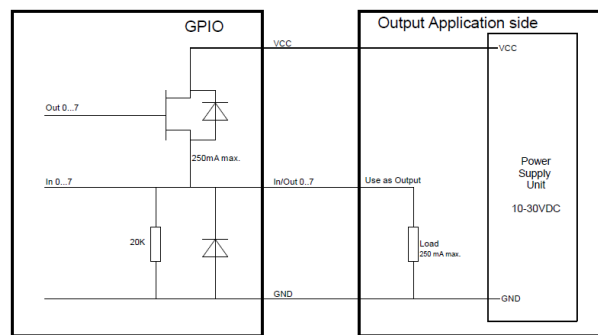 GPIO
Output Application side
VCC
VCC
Out 0...7
250mA max.
In 0...7
In/Out 0..7
Use as Output
Power
Supply
Unit
10-30VDC
20K
Load
250 mA max.
GND
GND